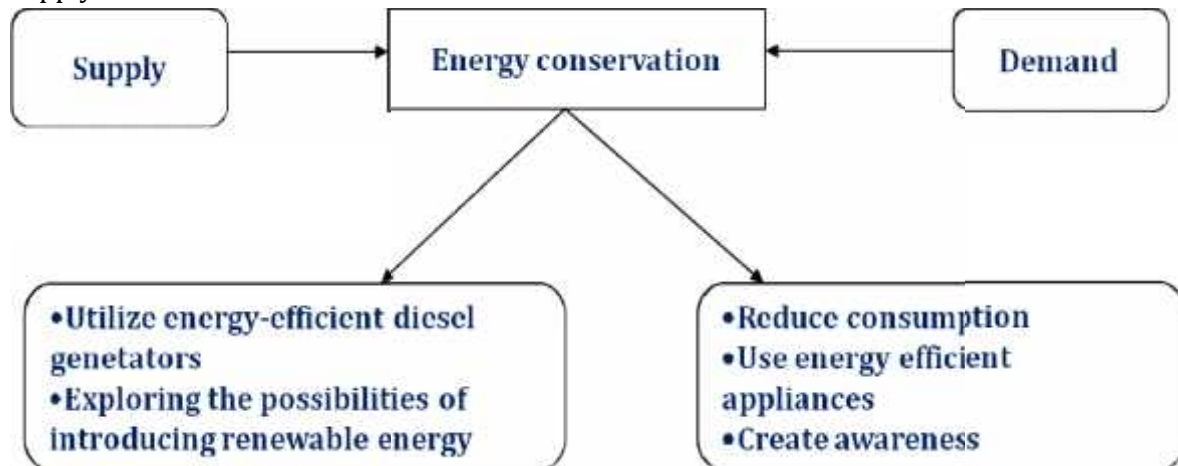 Supply
Energy conservation
Demand
•Utilize energy-efficient diesel
genetators
•Exploring the possibilities of
introducing renewable energy
•Reduce consumption
•Use energy efficient
appliances
•Create awareness